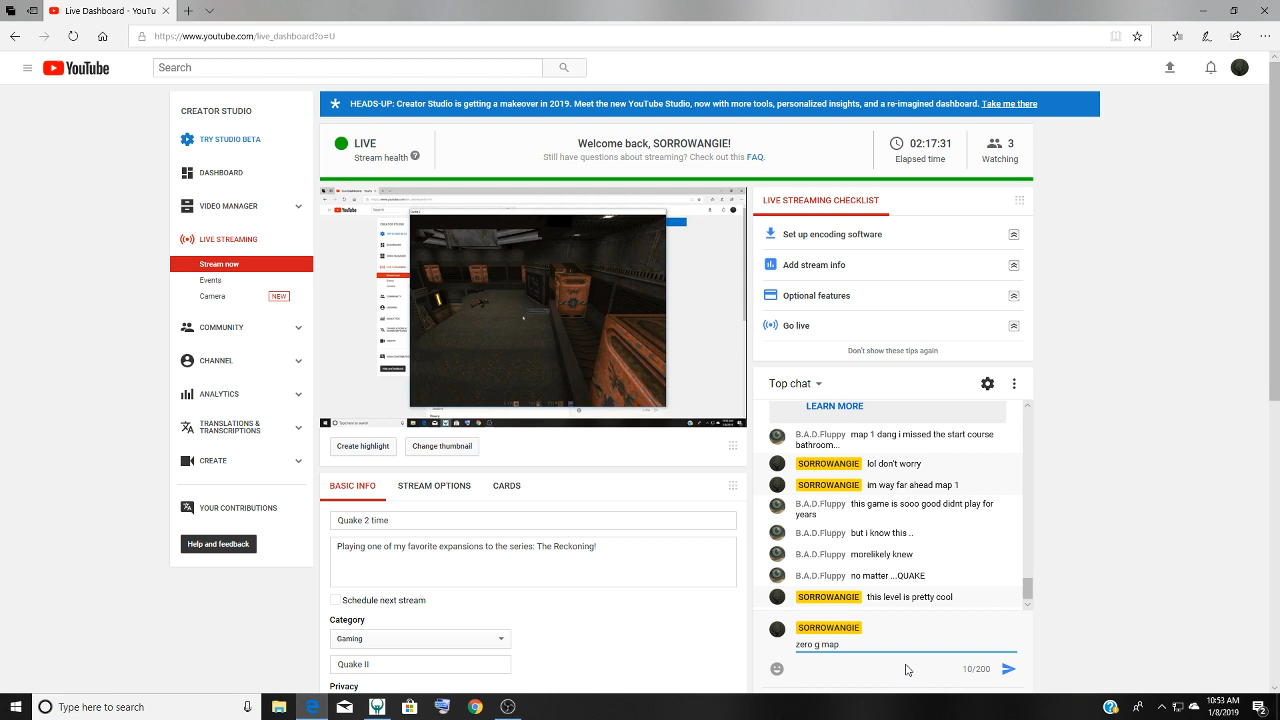 YouTu
https://www.youtube.com/live_dashboard?o=U
YouTube
Search
CREATOR STUDIO
TRY STUDIO BETA
DASHBOARD
VIDEO MANAGER
LIVE STREAMING
Stream now
Events
Camera NEW
COMMUNITY
CHANNEL
ANALYTICS
TRANSLATIONS &
TRANSCRIPTIONS
CREATE
YOUR CONTRIBUTIONS
Help and feedback
HEADS-UP: Creator Studio is getting a makeover in 2019. Meet the new YouTube Studio, now with more tools, personalized insights, and a re-imagined dashboard. Take me there
LIVE
Stream health ?
Welcome back, SORROWANGIE!
Still have questions about streaming? Check out this FAQ.
02:17:31
Elapsed time
3
Watching
Create highlight
Change thumbnail
BASIC INFO
STREAM OPTIONS
CARDS
Quake 2 time
Playing one of my favorite expansions to the series: The Reckoning!
Schedule next stream
Category
Gaming
Quake II
Privacy
LIVE STREAMING CHECKLIST
Set up encoding software
Add stream info
Optional features
Go live
Don't show these tips again
Top chat
LEARN MORE
B.A.D.Fluppy map 1 dang i missed the start course
bathroom...
SORROWANGIE lol don't worry
SORROWANGIE im way far ahead map 1
B.A.D.Fluppy this game is sooo good didnt play for
years
B.A.D.Fluppy but i know this ..
B.A.D.Fluppy morelikely knew
B.A.D.Fluppy no matter ...QUAKE
SORROWANGIE this level is pretty cool
SORROWANGIE
zero g map
10/200
Type here to search
10:53 AM
1/8/2019